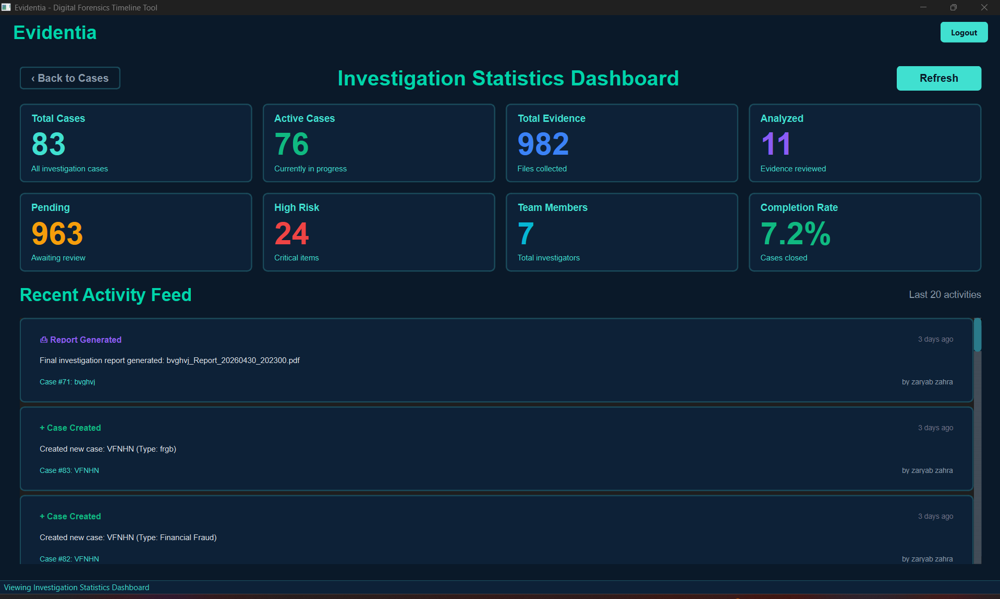 Evidentia - Digital Forensics Timeline Tool
Evidentia
Logout
‹ Back to Cases
Investigation Statistics Dashboard
Refresh
Total Cases
83
All investigation cases
Active Cases
76
Currently in progress
Total Evidence
982
Files collected
Analyzed
11
Evidence reviewed
Pending
963
Awaiting review
High Risk
24
Critical items
Team Members
7
Total investigators
Completion Rate
7.2%
Cases closed
Recent Activity Feed
Last 20 activities
⎙ Report Generated
3 days ago
Final investigation report generated: bvghvj_Report_20260430_202300.pdf
Case #71: bvghvj
by zaryab zahra
+ Case Created
3 days ago
Created new case: VFNHN (Type: frgb)
Case #83: VFNHN
by zaryab zahra
+ Case Created
3 days ago
Created new case: VFNHN (Type: Financial Fraud)
Case #82: VFNHN
by zaryab zahra
Viewing Investigation Statistics Dashboard